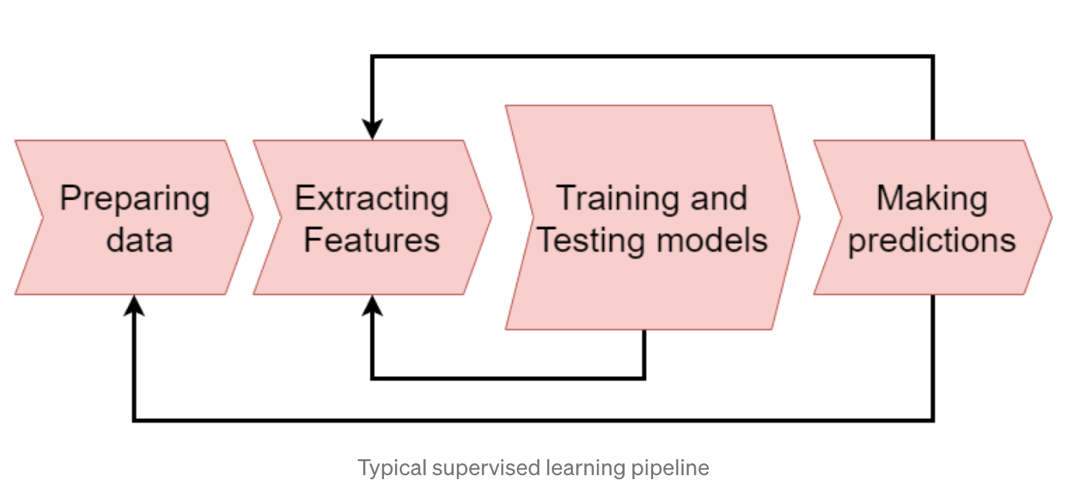 Preparing
data
Extracting
Features
Training and
Testing models
Making
predictions
Typical supervised learning pipeline